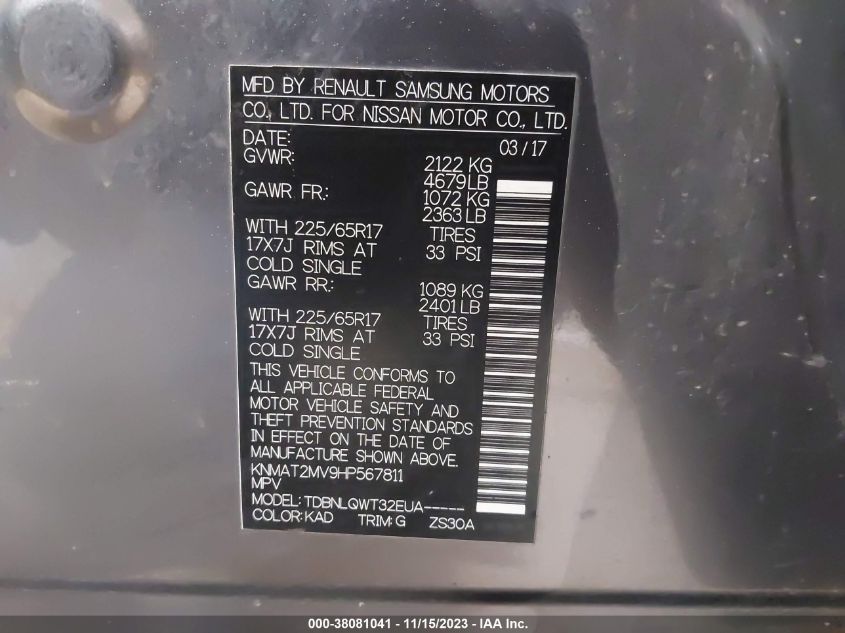 MFD BY RENAULT SAMSUNG MOTORS
CO., LTD. FOR NISSAN MOTOR CO., LTD.
DATE: 03 / 17
GVWR: 2122 KG
4679 LB
GAWR FR: 1072 KG
2363 LB
WITH 225/65R17 TIRES
17X7J RIMS AT 33 PSI
COLD SINGLE
GAWR RR: 1089 KG
2401 LB
WITH 225/65R17 TIRES
17X7J RIMS AT 33 PSI
COLD SINGLE
THIS VEHICLE CONFORMS TO
ALL APPLICABLE FEDERAL
MOTOR VEHICLE SAFETY AND
THEFT PREVENTION STANDARDS
IN EFFECT ON THE DATE OF
MANUFACTURE SHOWN ABOVE.
KNMAT2MV9HP567811
MPV
MODEL: TDBNLQWT32EUA-----
COLOR: KAD TRIM: G ZS30A
000-38081041 - 11/15/2023 - IAA Inc.